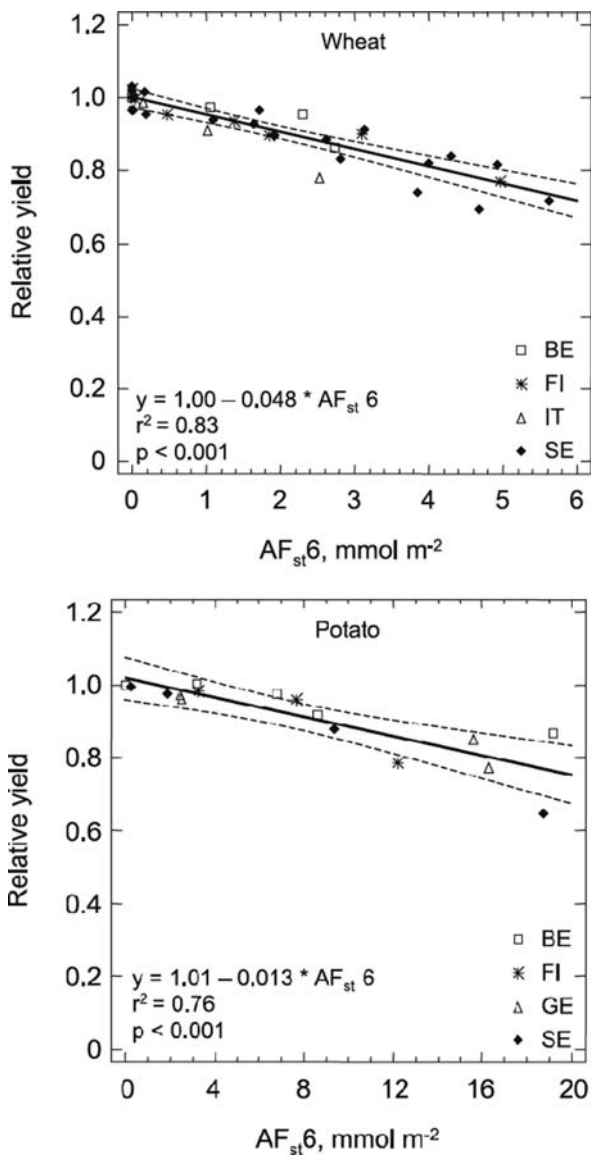 Wheat
Relative yield
1.2
1.0
0.8
0.6
0.4
0.2
0
BE
FI
IT
SE
y = 1.00 – 0.048 * AFst 6
r² = 0.83
p < 0.001
0 1 2 3 4 5 6
AFst6, mmol m-2
Potato
Relative yield
1.2
1.0
0.8
0.6
0.4
0.2
0
BE
FI
GE
SE
y = 1.01 – 0.013 * AFst 6
r² = 0.76
p < 0.001
0 4 8 12 16 20
AFst6, mmol m-2